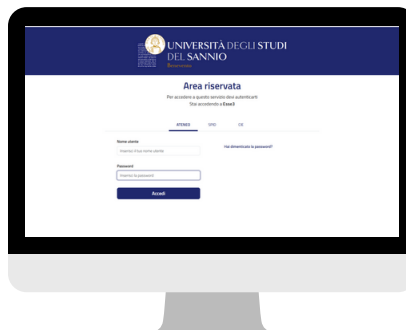 UNIVERSITÀ DEGLI STUDI
DEL SANNIO
Benevento
Area riservata
Per accedere a questo servizio devi autenticarti
Stai accedendo a Esse3
ATENEO SPID CIE
Nome utente
Inserisci il tuo nome utente
Hai dimenticato la password?
Password
Inserisci la password
Accedi